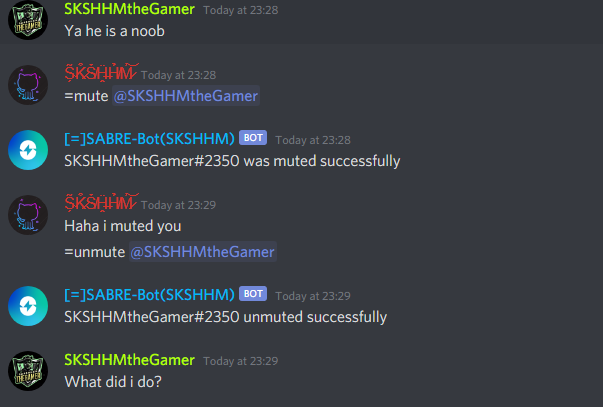 SKSHHMtheGamer Today at 23:28
Ya he is a noob
SKSHHM Today at 23:28
=mute @SKSHHMtheGamer
[=]SABRE-Bot(SKSHHM) BOT Today at 23:28
SKSHHMtheGamer#2350 was muted successfully
SKSHHM Today at 23:29
Haha i muted you
=unmute @SKSHHMtheGamer
[=]SABRE-Bot(SKSHHM) BOT Today at 23:29
SKSHHMtheGamer#2350 unmuted successfully
SKSHHMtheGamer Today at 23:29
What did i do?